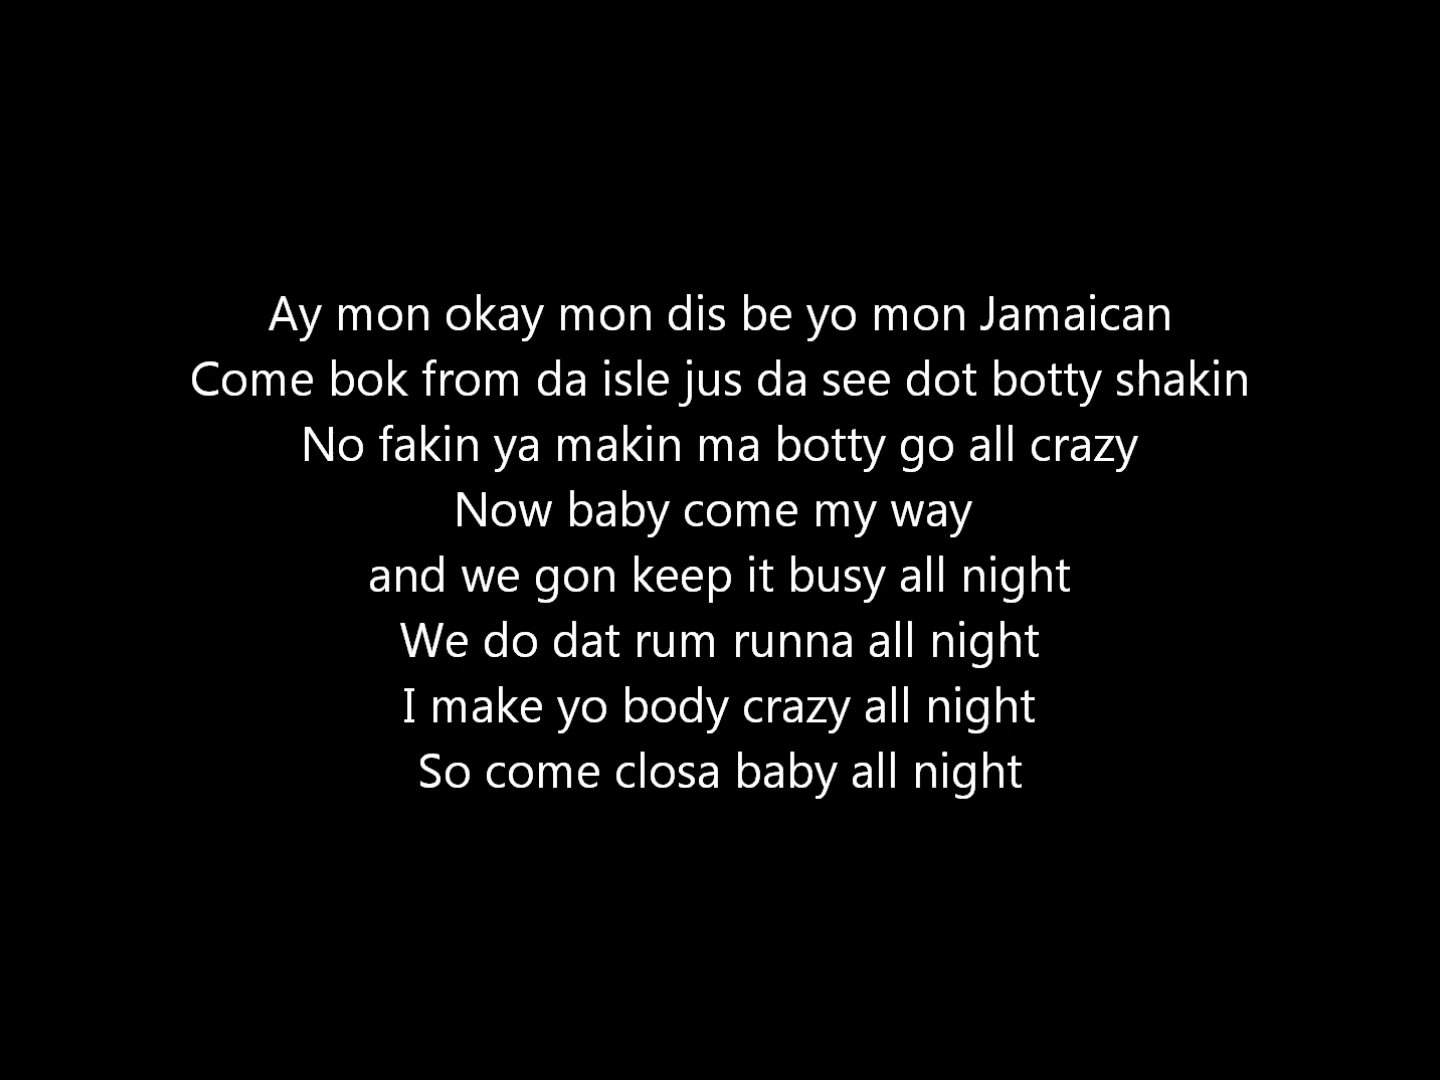 Ay mon okay mon dis be yo mon Jamaican
Come bok from da isle jus da see dot botty shakin
No fakin ya makin ma botty go all crazy
Now baby come my way
and we gon keep it busy all night
We do dat rum runna all night
I make yo body crazy all night
So come closa baby all night